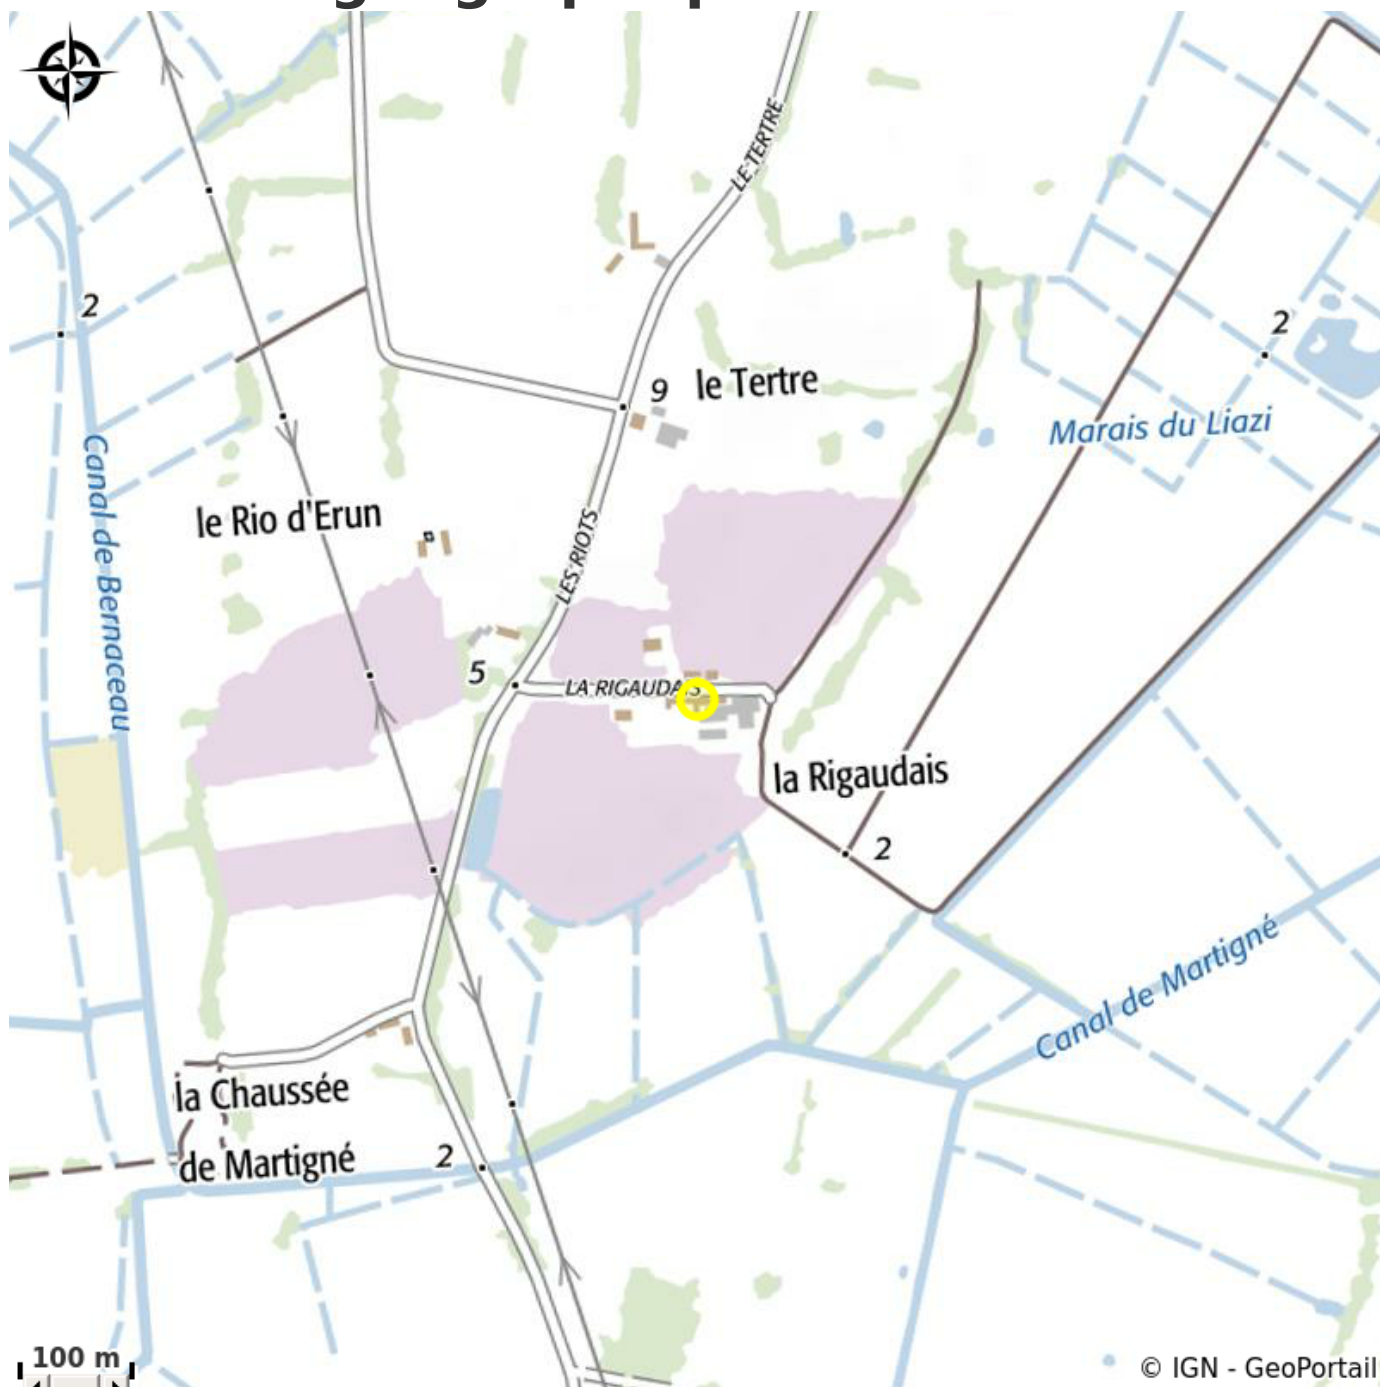 LE TERTRE
2
2
9
le Tertre
Marais du Liazi
Canal de Bernaceau
le Rio d'Erun
LES RIOTS
5
LA RIGAUDAIS
la Rigaudais
2
Canal de Martigné
la Chaussée
de Martigné
2
100 m
© IGN - GeoPortail